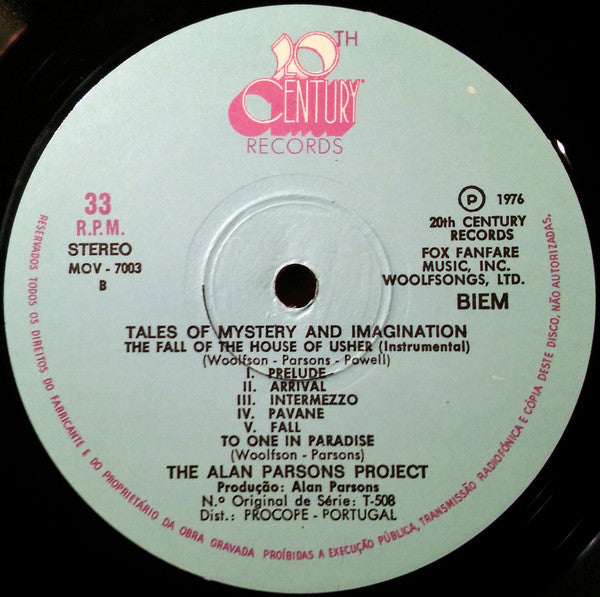 20TH
CENTURY
RECORDS
33
R.P.M.
STEREO
MOV - 7003
B
℗ 1976
20th CENTURY
RECORDS
FOX FANFARE
MUSIC, INC.
WOOLFSONGS, LTD.
BIEM
TALES OF MYSTERY AND IMAGINATION
THE FALL OF THE HOUSE OF USHER (Instrumental)
(Woolfson - Parsons - Powell)
I. PRELUDE
II. ARRIVAL
III. INTERMEZZO
IV. PAVANE
V. FALL
TO ONE IN PARADISE
(Woolfson - Parsons)
THE ALAN PARSONS PROJECT
Produção: Alan Parsons
N.º Original de Série: T-508
Dist.: PROCOPE - PORTUGAL
RESERVADOS TODOS OS DIREITOS DO FABRICANTE E DO PROPRIETÁRIO DA OBRA GRAVADA PROÍBIDAS A EXECUÇÃO PÚBLICA, TRANSMISSÃO RADIOFÓNICA E CÓPIA DESTE DISCO, NÃO AUTORIZADAS.